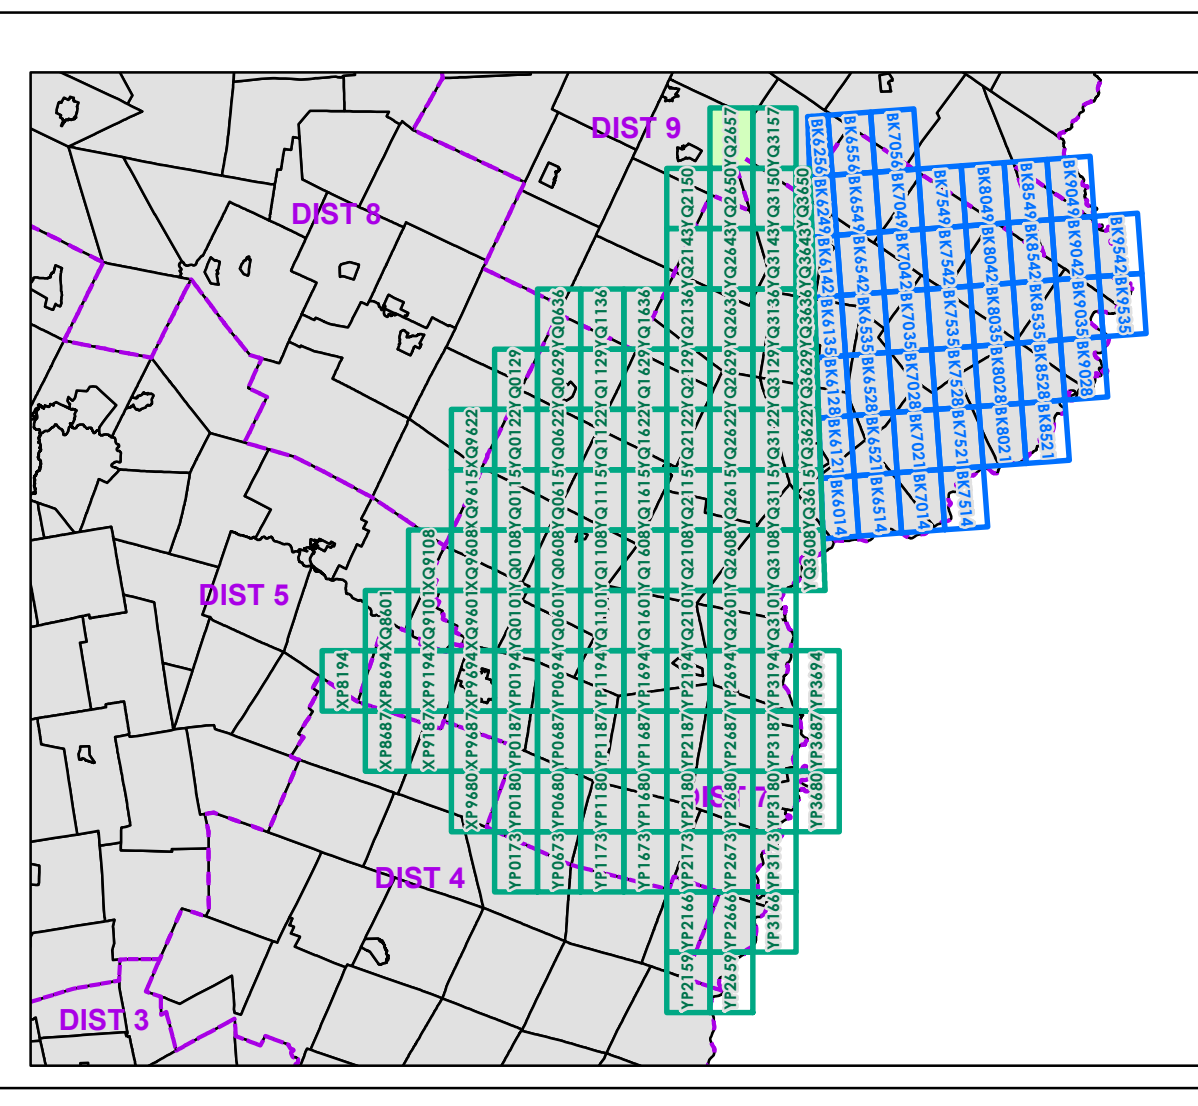 DIST 9
DIST 8
DIST 5
DIST 7
DIST 4
DIST 3
YQ2657 YQ3157
YQ2150 YQ2650 YQ3150 YQ3650
YQ2143 YQ2643 YQ3143 YQ3643
YQ0636 YQ1136 YQ1636 YQ2136 YQ2636 YQ3136 YQ3636
YQ0129 YQ0629 YQ1129 YQ1629 YQ2129 YQ2629 YQ3129 YQ3629
XQ9622 YQ0122 YQ0622 YQ1122 YQ1622 YQ2122 YQ2622 YQ3122 YQ3622
XQ9615 YQ0115 YQ0615 YQ1115 YQ1615 YQ2115 YQ2615 YQ3115 YQ3615
XQ9108 XQ9608 YQ0108 YQ0608 YQ1108 YQ1608 YQ2108 YQ2608 YQ3108 YQ3608
XQ8601 XQ9101 XQ9601 YQ0101 YQ0601 YQ1101 YQ1601 YQ2101 YQ2601 YQ3101
XP8194 XP8694 XP9194 XP9694 YP0194 YP0694 YP1194 YP1694 YP2194 YP2694 YP3194 YP3694
XP8687 XP9187 XP9687 YP0187 YP0687 YP1187 YP1687 YP2187 YP2687 YP3187 YP3687
XP9680 YP0180 YP0680 YP1180 YP1680 YP2180 YP2680 YP3180 YP3680
YP0173 YP0673 YP1173 YP1673 YP2173 YP2673 YP3173
YP2166 YP2666 YP3166
YP2159 YP2659
BK6256 BK6556 BK7056
BK6249 BK6549 BK7049 BK7549 BK8049 BK8549 BK9049
BK6142 BK6542 BK7042 BK7542 BK8042 BK8542 BK9042 BK9542
BK6135 BK6535 BK7035 BK7535 BK8035 BK8535 BK9035 BK9535
BK6128 BK6528 BK7028 BK7528 BK8028 BK8528 BK9028
BK6121 BK6521 BK7021 BK7521 BK8021 BK8521
BK6014 BK6514 BK7014 BK7514